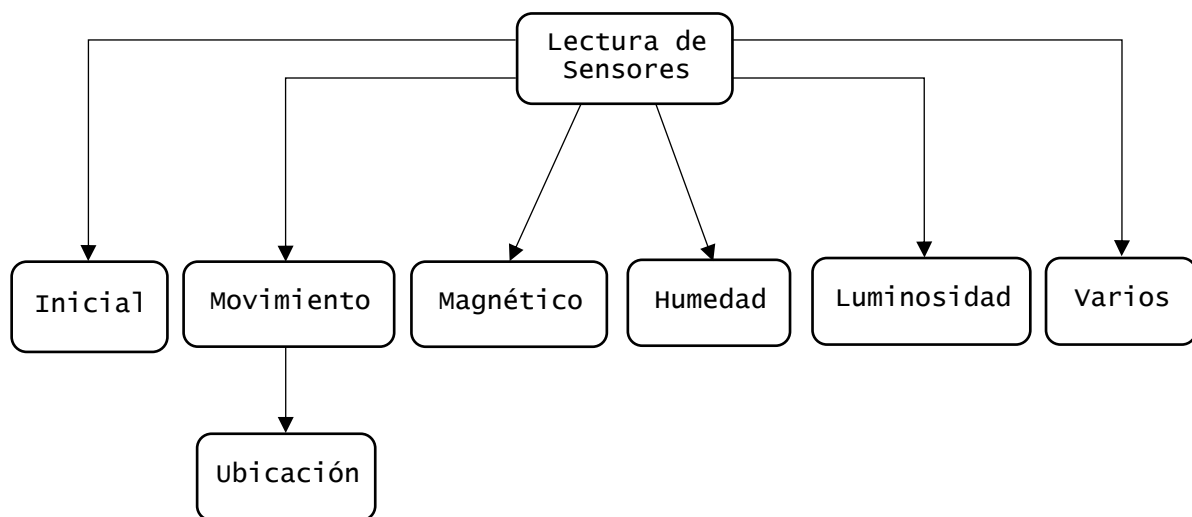 Lectura de
Sensores
Inicial
Movimiento
Magnético
Humedad
Luminosidad
Varios
Ubicación